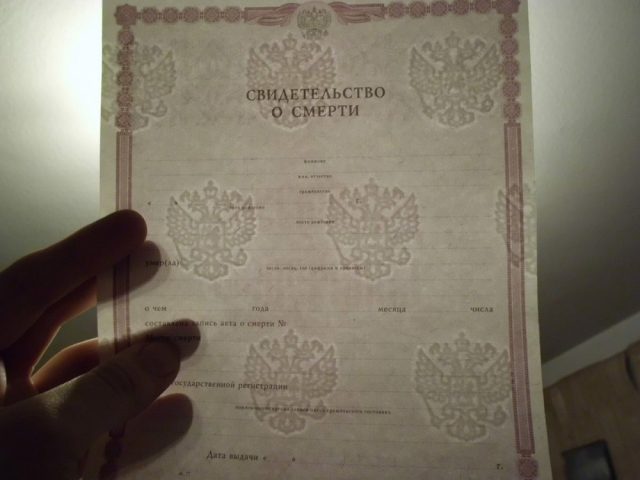 СВИДЕТЕЛЬСТВО
О СМЕРТИ
фамилия
имя, отчество
гражданство
дата рождения
место рождения
умер(ла)
число, месяц, год (цифрами и прописью)
о чем года месяца числа
составлена запись акта о смерти №
Место смерти
государственной регистрации
Дата выдачи « »
г.